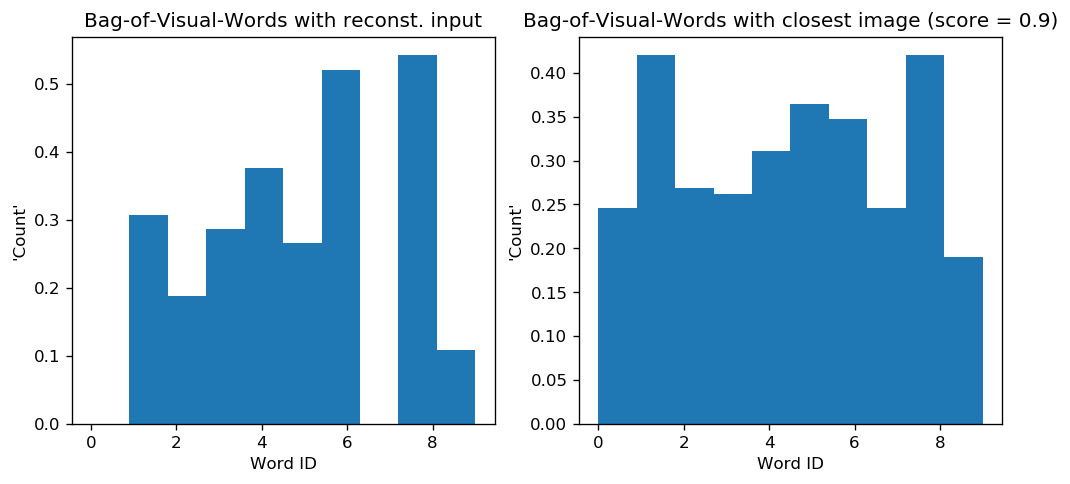 Bag-of-Visual-Words with reconst. input
'Count'
0.5
0.4
0.3
0.2
0.1
0.0
0 2 4 6 8
Word ID
Bag-of-Visual-Words with closest image (score = 0.9)
'Count'
0.40
0.35
0.30
0.25
0.20
0.15
0.10
0.05
0.00
0 2 4 6 8
Word ID